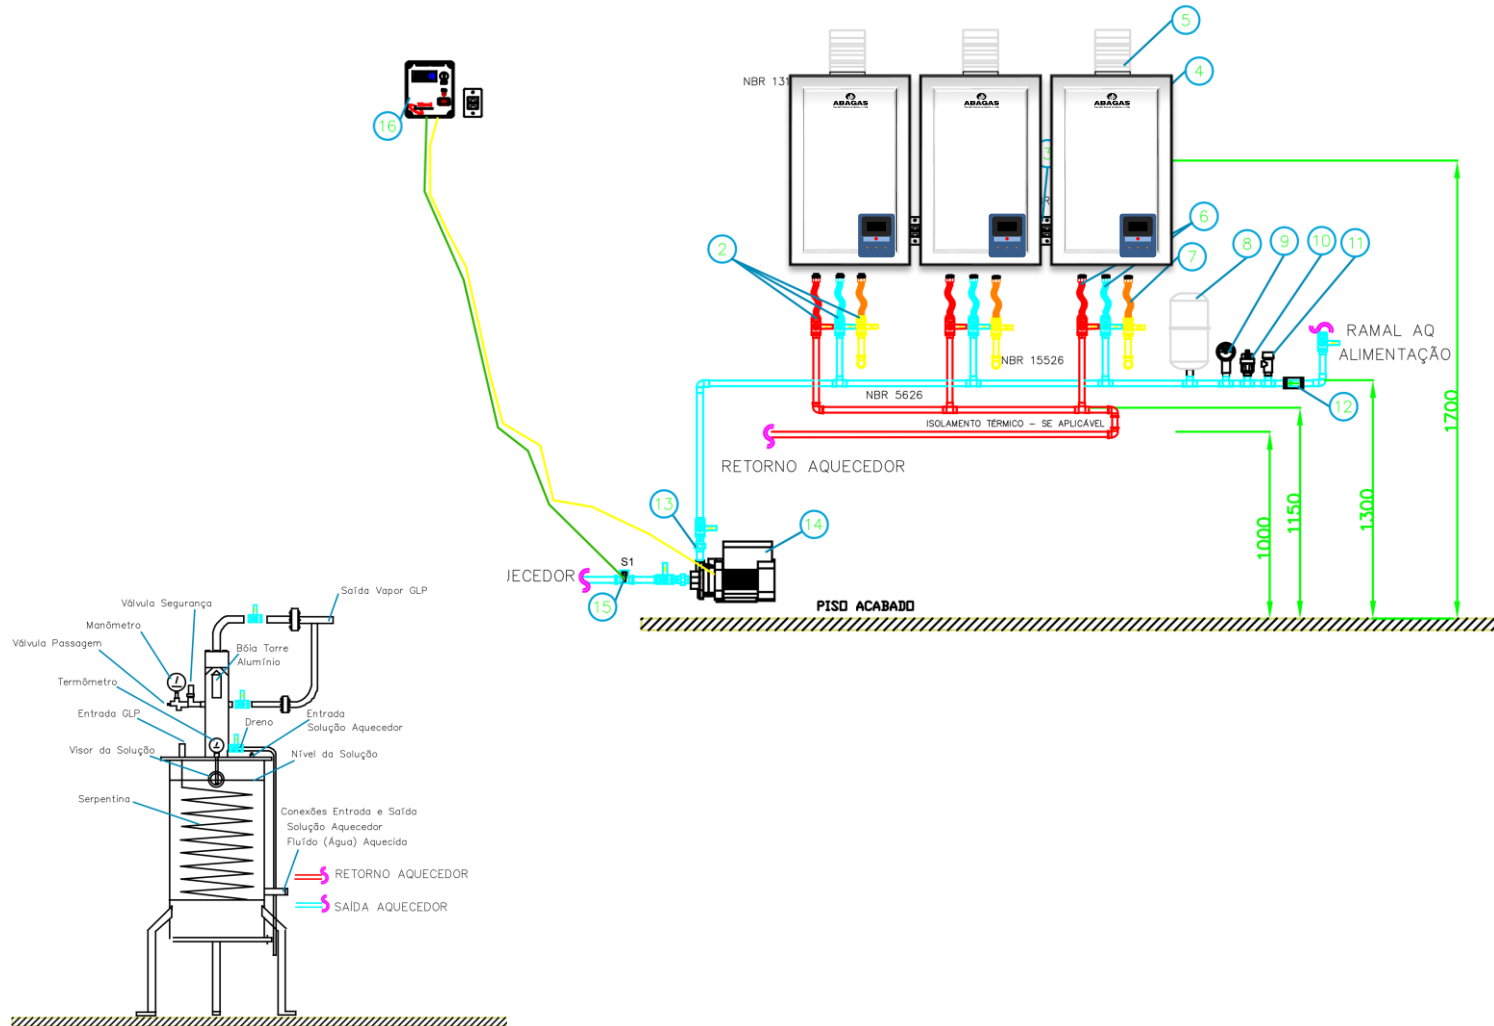 5
NBR 131
4
ABAGAS
ABAGAS
ABAGAS
16
3
R
2
6
7
8
9
10
11
RAMAL AQ
ALIMENTAÇÃO
NBR 15526
NBR 5626
12
1700
ISOLAMENTO TÉRMICO - SE APLICÁVEL
RETORNO AQUECEDOR
13
14
1000
1150
1300
S1
JECEDOR
15
PISO ACABADO
Saída Vapor GLP
Válvula Segurança
Manômetro
Válvula Passagem
Bóia Torre
Alumínio
Termômetro
Entrada GLP
Entrada
Solução Aquecedor
Dreno
Visor da Solução
Nível da Solução
Serpentina
Conexões Entrada e Saída
Solução Aquecedor
Fluído (Água) Aquecida
RETORNO AQUECEDOR
SAÍDA AQUECEDOR